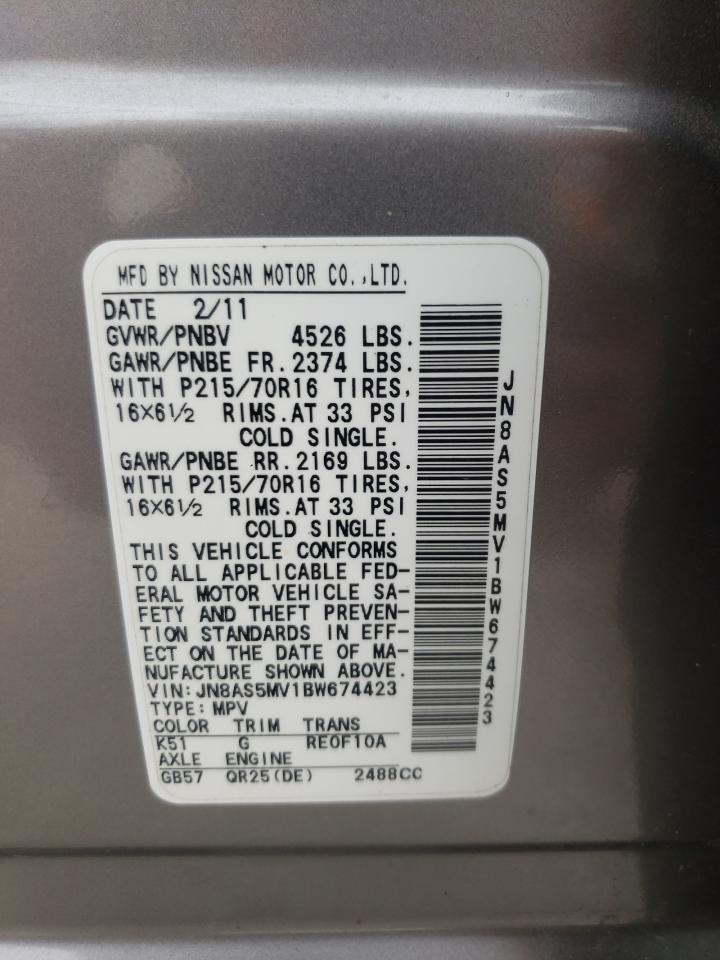 MFD BY NISSAN MOTOR CO.,LTD.
DATE 2/11
GVWR/PNBV 4526 LBS.
GAWR/PNBE FR.2374 LBS.
WITH P215/70R16 TIRES,
16×6½ RIMS.AT 33 PSI
COLD SINGLE.
GAWR/PNBE RR.2169 LBS.
WITH P215/70R16 TIRES,
16×6½ RIMS.AT 33 PSI
COLD SINGLE.
THIS VEHICLE CONFORMS
TO ALL APPLICABLE FED-
ERAL MOTOR VEHICLE SA-
FETY AND THEFT PREVEN-
TION STANDARDS IN EFF-
ECT ON THE DATE OF MA-
NUFACTURE SHOWN ABOVE.
VIN:JN8AS5MV1BW674423
TYPE:MPV
COLOR TRIM TRANS
K51 G RE0F10A
AXLE ENGINE
GB57 QR25(DE) 2488CC
JN8AS5MV1BW674423